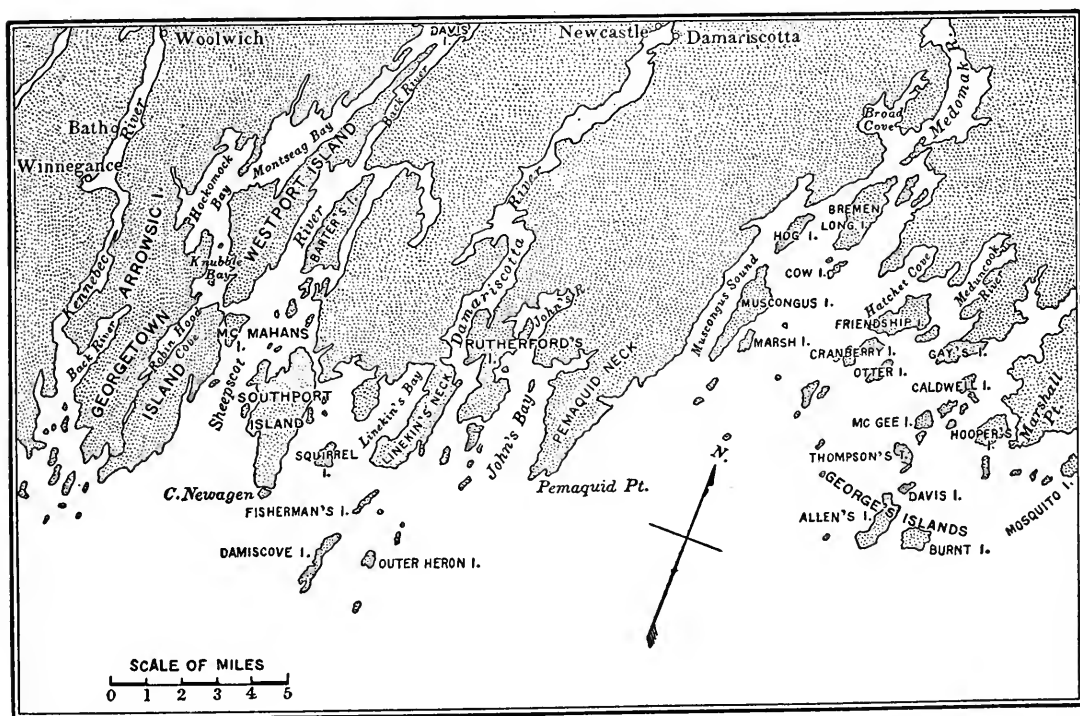 Woolwich
DAVIS I.
Newcastle
Damariscotta
Bath
River
Winnegance
Kennebec
ARROWSIC I.
Hockomock Bay
Montseag Bay
WESTPORT ISLAND
Back River
River
BARTER'S I.
Knubble Bay
Back River
GEORGETOWN
ISLAND
Robin Hood
Cove
MC MAHANS
I.
Sheepscot
SOUTHPORT
ISLAND
C. Newagen
SQUIRREL
I.
Linekin's Bay
LINEKIN'S NECK
FISHERMAN'S I.
DAMISCOVE I.
OUTER HERON I.
Damariscotta
River
RUTHERFORD'S
I.
John's R
John's Bay
PEMAQUID NECK
Pemaquid Pt.
Medomak R.
Broad
Cove
BREMEN
LONG I.
HOG I.
COW I.
Muscongus Sound
MUSCONGUS I.
MARSH I.
Hatchet Cove
Meduncook
River
FRIENDSHIP I.
CRANBERRY I.
OTTER I.
GAY'S I.
CALDWELL I.
MC GEE I.
HOOPER'S
I.
Marshall
Pt.
THOMPSON'S I.
DAVIS I.
GEORGE'S ISLANDS
ALLEN'S I.
BURNT I.
MOSQUITO I.
N.
SCALE OF MILES
0 1 2 3 4 5